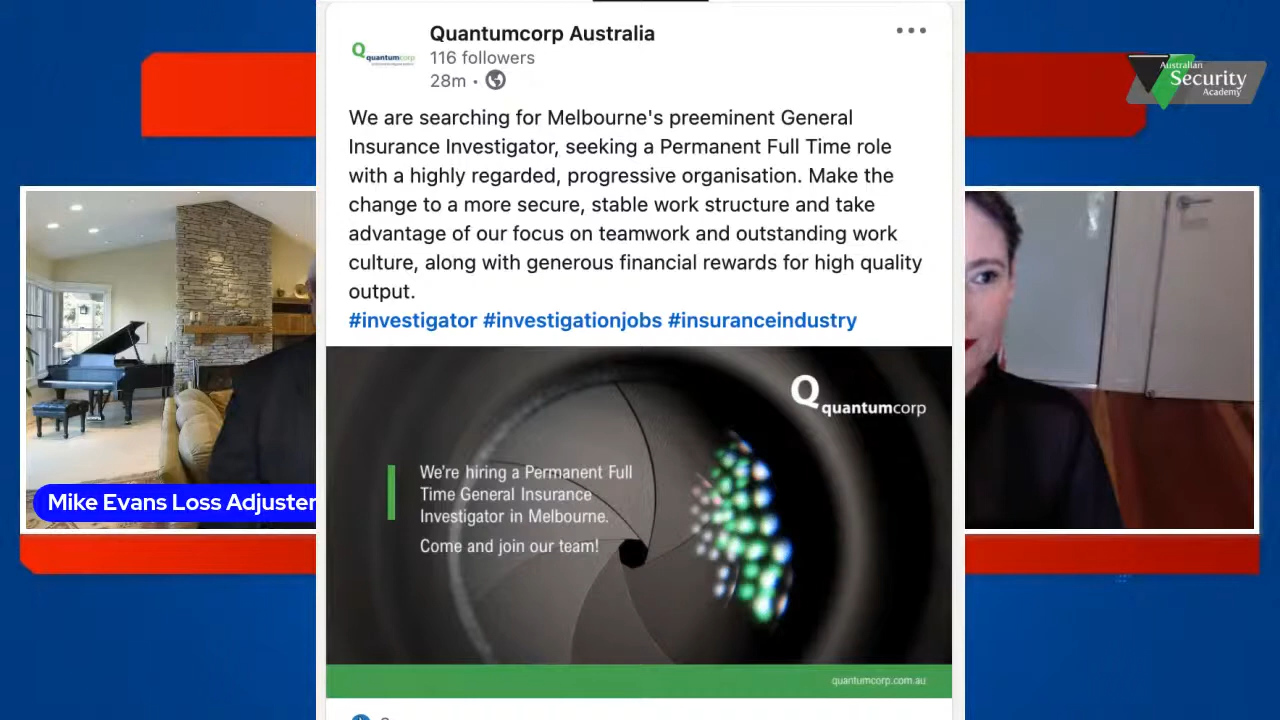 Quantumcorp Australia
116 followers
28m •
quantumcorp
Australian
Security
Academy
We are searching for Melbourne's preeminent General
Insurance Investigator, seeking a Permanent Full Time role
with a highly regarded, progressive organisation. Make the
change to a more secure, stable work structure and take
advantage of our focus on teamwork and outstanding work
culture, along with generous financial rewards for high quality
output.
#investigator #investigationjobs #insuranceindustry
Q
quantumcorp
We're hiring a Permanent Full
Time General Insurance
Investigator in Melbourne.
Come and join our team!
Mike Evans Loss Adjuster
quantumcorp.com.au